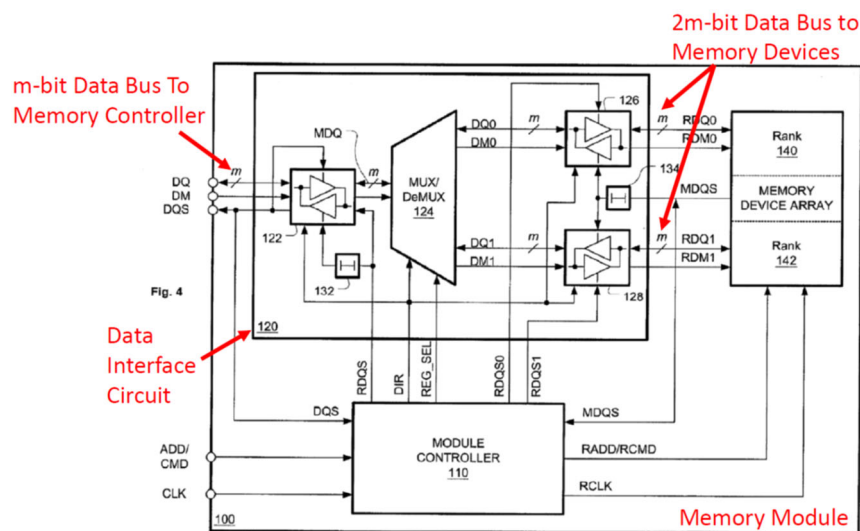 2m-bit Data Bus to
Memory Devices
m-bit Data Bus To
Memory Controller
126
m
DQ0
m
RDQ0
MDQ
DM0
RDM0
Rank
140
m
m
134
DQ
MUX/
DeMUX
124
MDQS
MEMORY
DEVICE ARRAY
DM
DQS
122
DQ1
m
m
RDQ1
DM1
RDM1
Rank
142
132
128
Fig. 4
120
Data
Interface
Circuit
RDQS
DIR
REG_SEL
RDQS0
RDQS1
DQS
MDQS
ADD/
CMD
MODULE
CONTROLLER
110
RADD/RCMD
CLK
RCLK
100
Memory Module